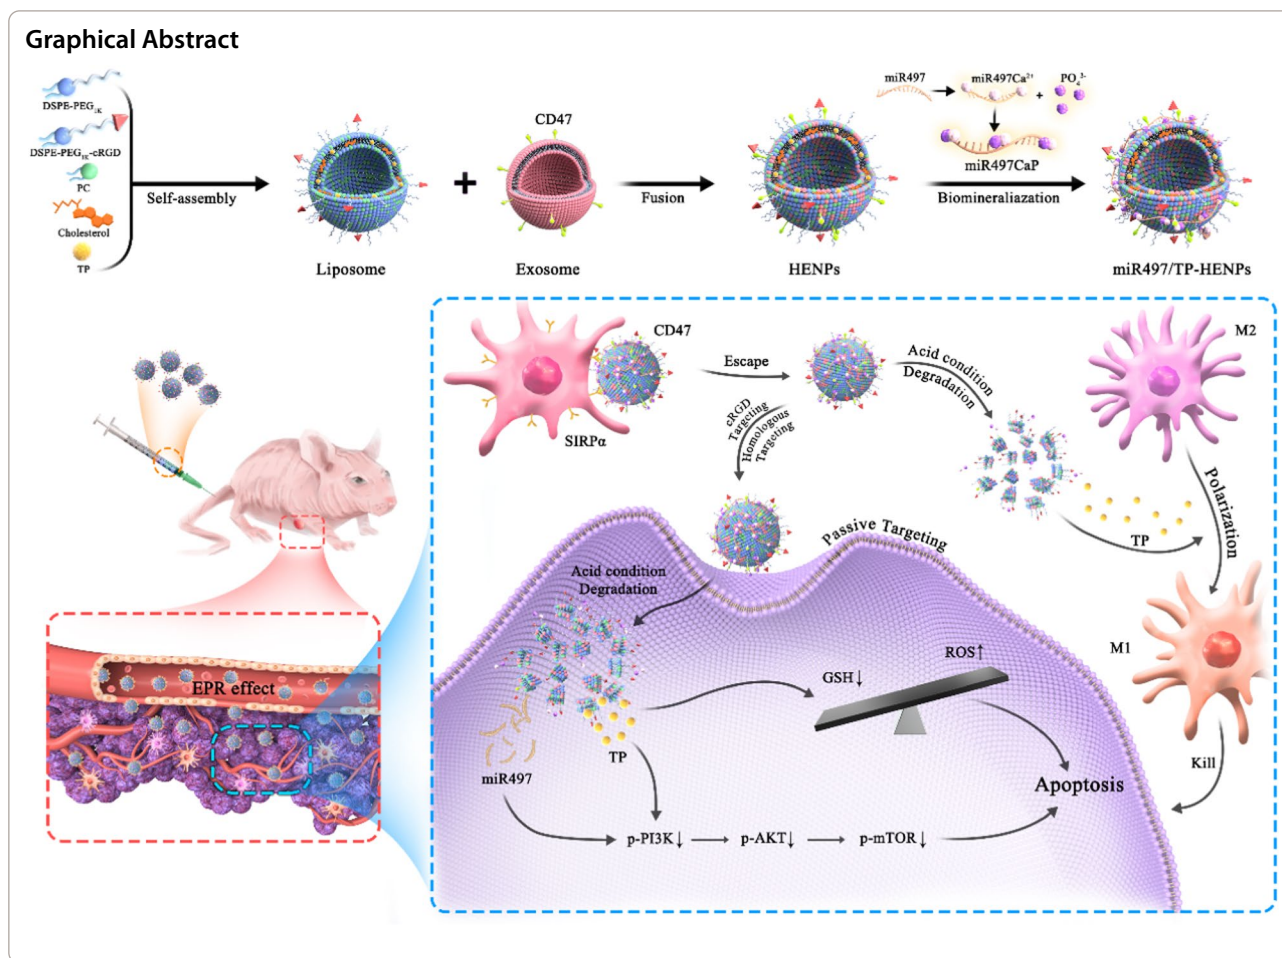 Graphical Abstract
DSPE-PEG2K
DSPE-PEG5K-cRGD
PC
Cholesterol
TP
Self-assembly
Liposome
+
CD47
Exosome
Fusion
HENPs
miR497
miR497Ca²⁺
+
PO₄³⁻
miR497CaP
Biomineraliazation
miR497/TP-HENPs
EPR effect
CD47
SIRPα
Escape
cRGD
Targeting
Homologous
Targeting
Acid condition
Degradation
TP
M2
Polarization
M1
Kill
Passive Targeting
Acid condition
Degradation
miR497
TP
GSH↓
ROS↑
Apoptosis
p-PI3K↓
p-AKT↓
p-mTOR↓